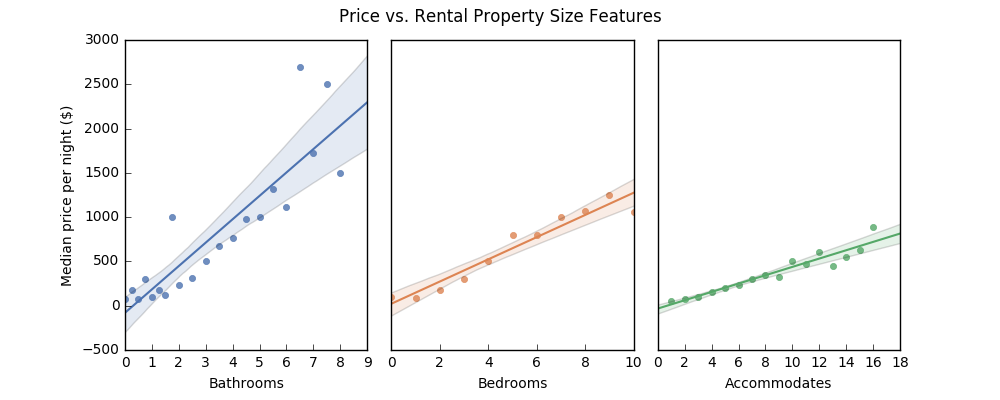 Price vs. Rental Property Size Features
Median price per night ($)
3000
2500
2000
1500
1000
500
0
−500
0 1 2 3 4 5 6 7 8 9
Bathrooms
0 2 4 6 8 10
Bedrooms
0 2 4 6 8 10 12 14 16 18
Accommodates